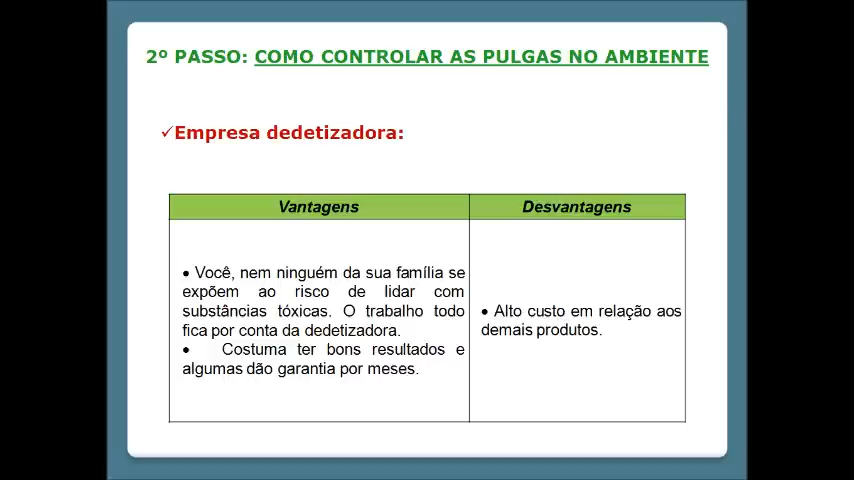 2º PASSO: COMO CONTROLAR AS PULGAS NO AMBIENTE
✓Empresa dedetizadora:
Vantagens
Desvantagens
• Você, nem ninguém da sua família se
expõem ao risco de lidar com
substâncias tóxicas. O trabalho todo
fica por conta da dedetizadora.
• Costuma ter bons resultados e
algumas dão garantia por meses.
• Alto custo em relação aos
demais produtos.